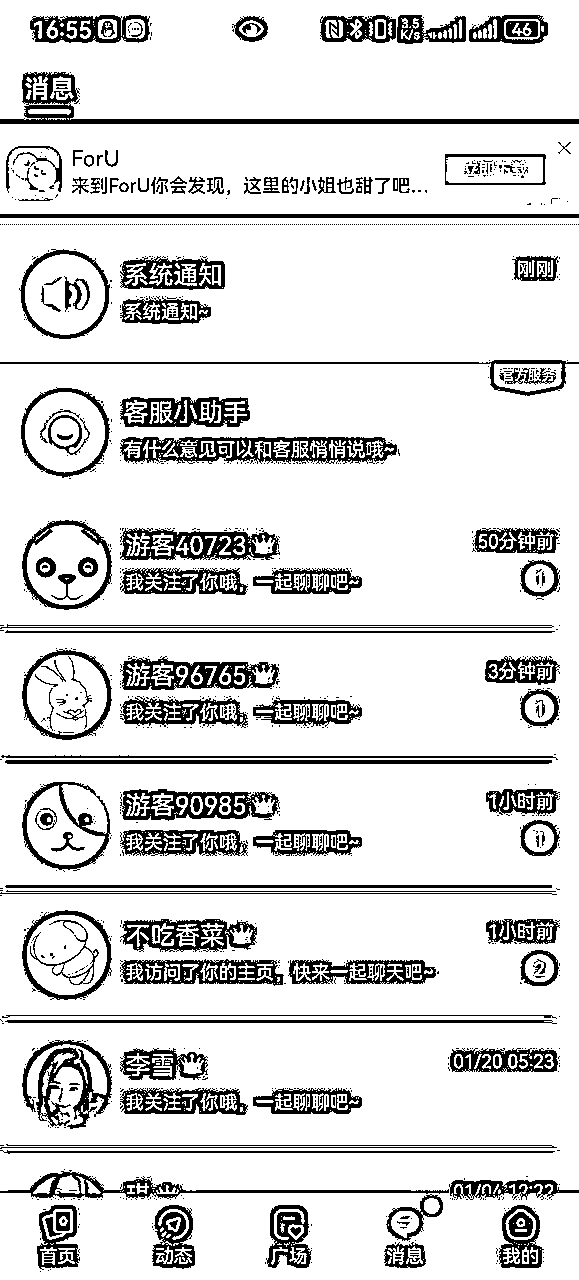 16:55 N 3.5 K/s 46
消息
ForU
来到ForU你会发现，这里的小姐也甜了吧...
立即下载
系统通知 刚刚
系统通知~
官方服务
客服小助手
有什么意见可以和客服悄悄说哦~
游客40723 50分钟前
我关注了你哦，一起聊聊吧~ 1
游客96765 3分钟前
我关注了你哦，一起聊聊吧~ 1
游客90985 1小时前
我关注了你哦，一起聊聊吧~ 1
不吃香菜 1小时前
我访问了你的主页，快来一起聊天吧~ 2
李雪 01/20 05:23
我关注了你哦，一起聊聊吧~
首页 动态 广场 消息 我的